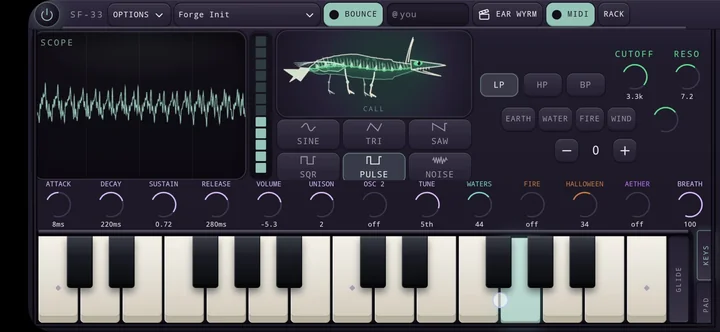 SF-33 OPTIONS Forge Init BOUNCE @you EAR WYRM MIDI RACK
SCOPE
CALL
SINE TRI SAW
SQR PULSE NOISE
CUTOFF RESO
LP HP BP
3.3k 7.2
EARTH WATER FIRE WIND
− 0 +
ATTACK DECAY SUSTAIN RELEASE VOLUME UNISON OSC 2 TUNE WATERS FIRE HALLOWEEN AETHER BREATH
8ms 220ms 0.72 280ms -5.3 2 off 5th 44 off 34 off 100
GLIDE
KEYS
PAD